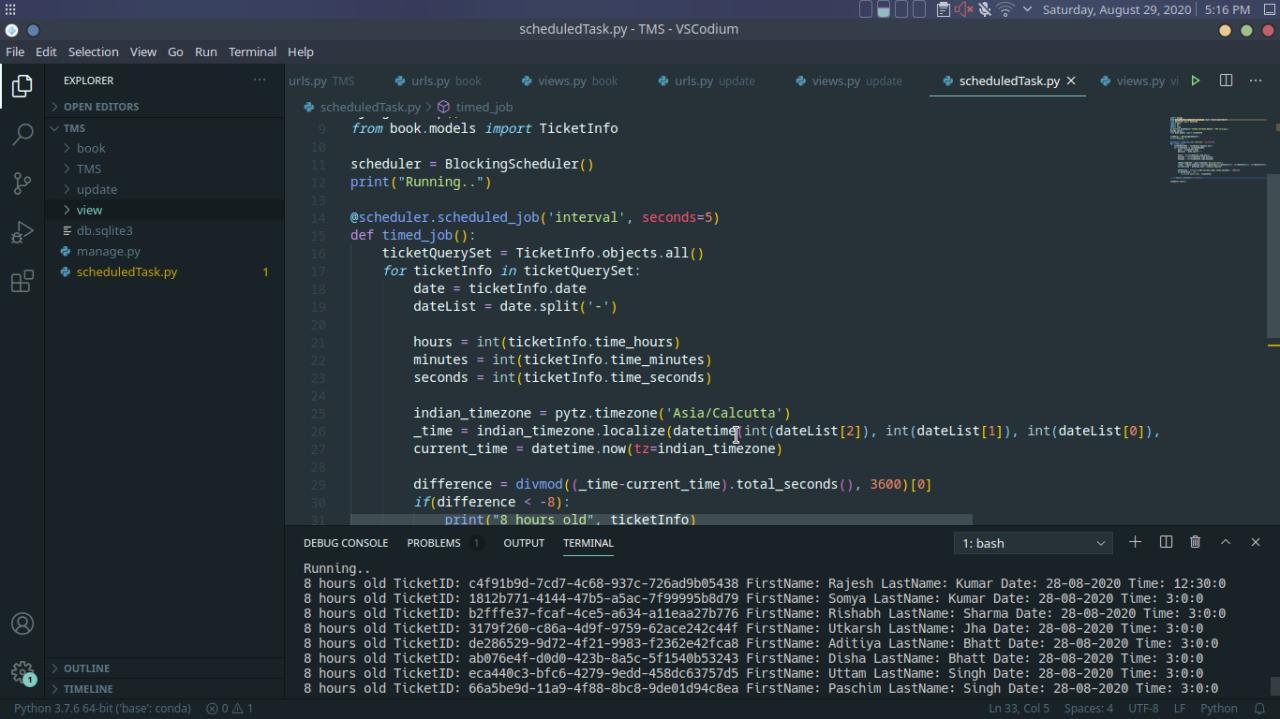 Saturday, August 29, 2020 5:16 PM
scheduledTask.py - TMS - VSCodium
File Edit Selection View Go Run Terminal Help
EXPLORER
OPEN EDITORS
TMS
book
TMS
update
view
db.sqlite3
manage.py
scheduledTask.py 1
OUTLINE
TIMELINE
urls.py TMS urls.py book views.py book urls.py update views.py update scheduledTask.py views.py vi
scheduledTask.py > timed_job
9 from book.models import TicketInfo
10
11 scheduler = BlockingScheduler()
12 print("Running..")
13
14 @scheduler.scheduled_job('interval', seconds=5)
15 def timed_job():
16 ticketQuerySet = TicketInfo.objects.all()
17 for ticketInfo in ticketQuerySet:
18 date = ticketInfo.date
19 dateList = date.split('-')
20
21 hours = int(ticketInfo.time_hours)
22 minutes = int(ticketInfo.time_minutes)
23 seconds = int(ticketInfo.time_seconds)
24
25 indian_timezone = pytz.timezone('Asia/Calcutta')
26 _time = indian_timezone.localize(datetime(int(dateList[2]), int(dateList[1]), int(dateList[0]),
27 current_time = datetime.now(tz=indian_timezone)
28
29 difference = divmod((_time-current_time).total_seconds(), 3600)[0]
30 if(difference < -8):
31 print("8 hours old", ticketInfo)
DEBUG CONSOLE PROBLEMS 1 OUTPUT TERMINAL 1: bash
Running..
8 hours old TicketID: c4f91b9d-7cd7-4c68-937c-726ad9b05438 FirstName: Rajesh LastName: Kumar Date: 28-08-2020 Time: 12:30:0
8 hours old TicketID: 1812b771-4144-47b5-a5ac-7f99995b8d79 FirstName: Somya LastName: Kumar Date: 28-08-2020 Time: 3:0:0
8 hours old TicketID: b2fffe37-fcaf-4ce5-a634-a11eaa27b776 FirstName: Rishabh LastName: Sharma Date: 28-08-2020 Time: 3:0:0
8 hours old TicketID: 3179f260-c86a-4d9f-9759-62ace242c44f FirstName: Utkarsh LastName: Jha Date: 28-08-2020 Time: 3:0:0
8 hours old TicketID: de286529-9d72-4f21-9983-f2362e42fca8 FirstName: Aditiya LastName: Bhatt Date: 28-08-2020 Time: 3:0:0
8 hours old TicketID: ab076e4f-d0d0-423b-8a5c-5f1540b53243 FirstName: Disha LastName: Bhatt Date: 28-08-2020 Time: 3:0:0
8 hours old TicketID: eca440c3-bfc6-4279-9edd-458dc63757d5 FirstName: Uttam LastName: Singh Date: 28-08-2020 Time: 3:0:0
8 hours old TicketID: 66a5be9d-11a9-4f88-8bc8-9de01d94c8ea FirstName: Paschim LastName: Singh Date: 28-08-2020 Time: 3:0:0
Python 3.7.6 64-bit ('base': conda) 0 1 Ln 33, Col 5 Spaces: 4 UTF-8 LF Python